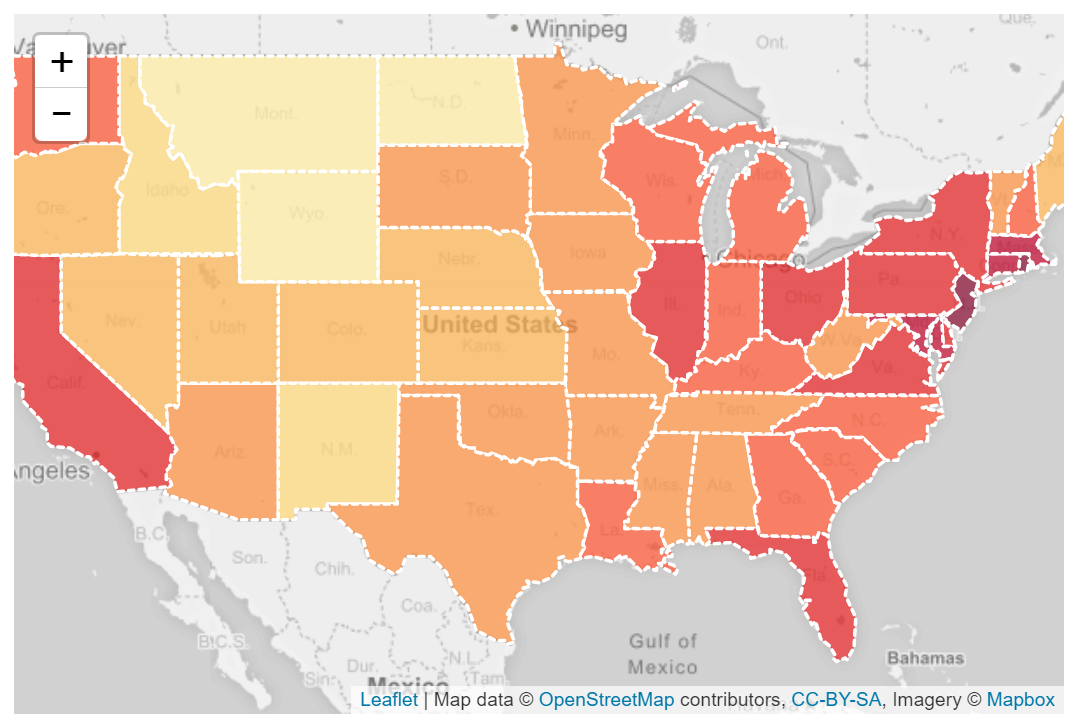 Winnipeg
Que.
Ont.
+
−
Mont.
N.D.
Minn.
Idaho
S.D.
Wis.
Mich.
Ore.
Wyo.
Vt.
N.Y.
Iowa
Chicago
Nebr.
Pa.
Ill.
Ind.
Ohio
Nev.
Utah
Colo.
United States
Kans.
W.Va.
Mo.
Ky.
Va.
Calif.
Okla.
Tenn.
N.C.
Ark.
Ariz.
N.M.
S.C.
Angeles
Miss.
Ala.
Ga.
Tex.
La.
B.C.
Son.
Chih.
Fla.
Coa.
B.C.S.
Gulf of
Mexico
N.L.
Bahamas
Dur.
Sin.
Tam.
Mexico
Leaflet | Map data © OpenStreetMap contributors, CC-BY-SA, Imagery © Mapbox